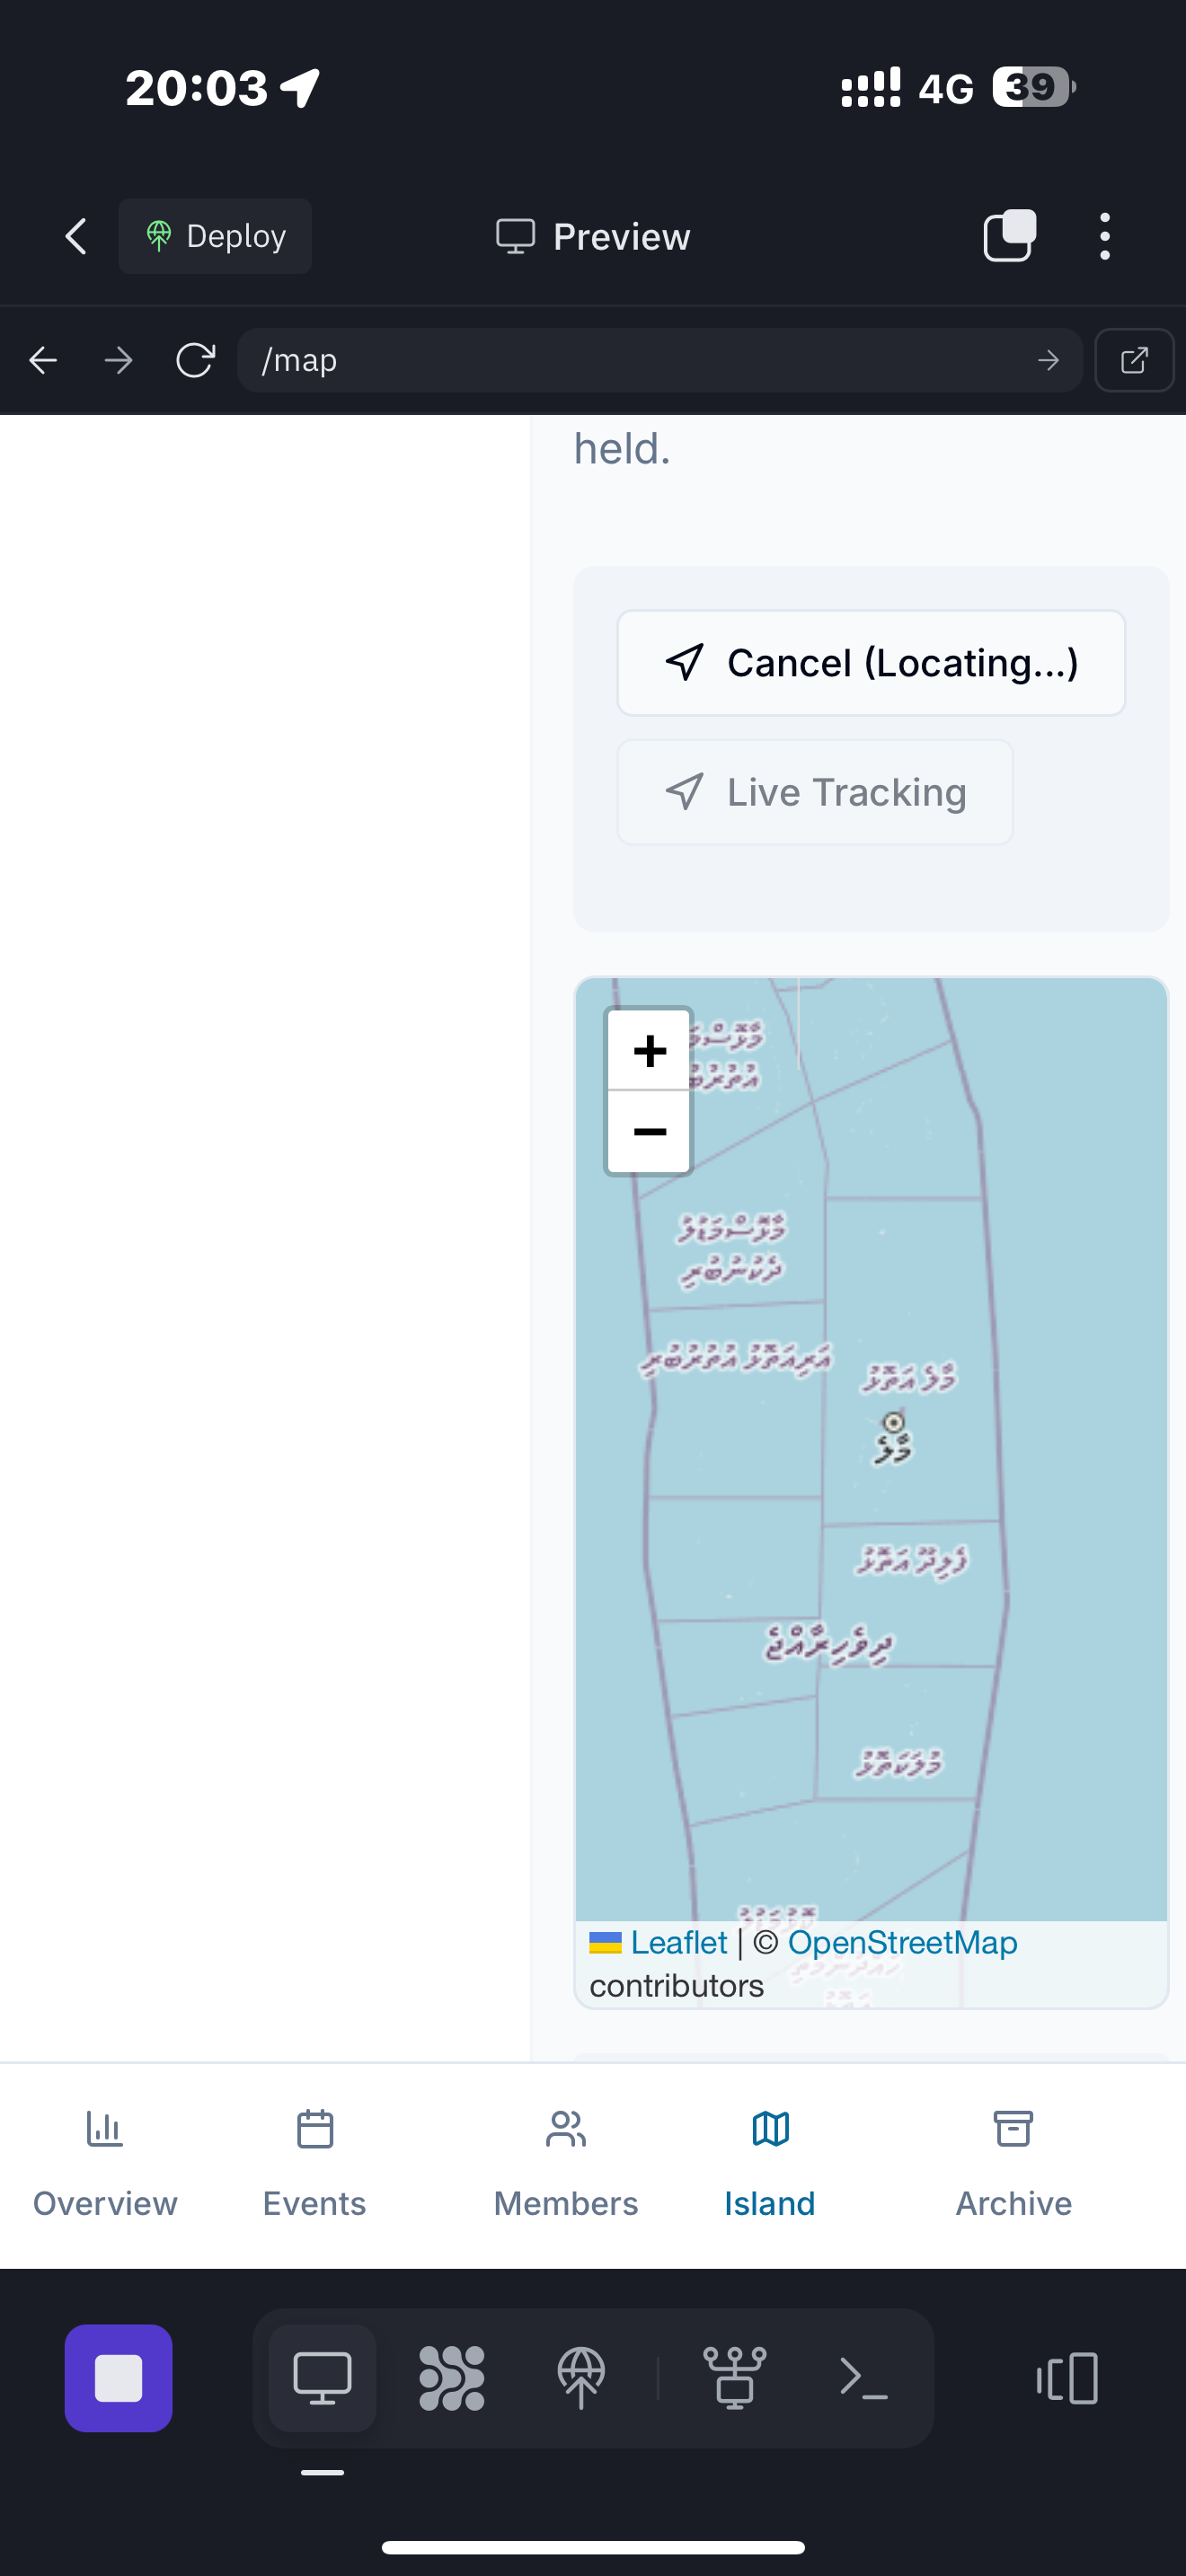 20:03
4G
39
Deploy
Preview
/map
held.
Cancel (Locating...)
Live Tracking
+
−
މާޅޮސްމަޑުލު
ދެކުނުބުރި
އަރިއަތޮޅު އުތުރުބުރި
މާލެ އަތޮޅު
މާލެ
ފެލިދޫ އަތޮޅު
ދިވެހިރާއްޖެ
މުލަކަތޮޅު
Leaflet | © OpenStreetMap
contributors
Overview
Events
Members
Island
Archive